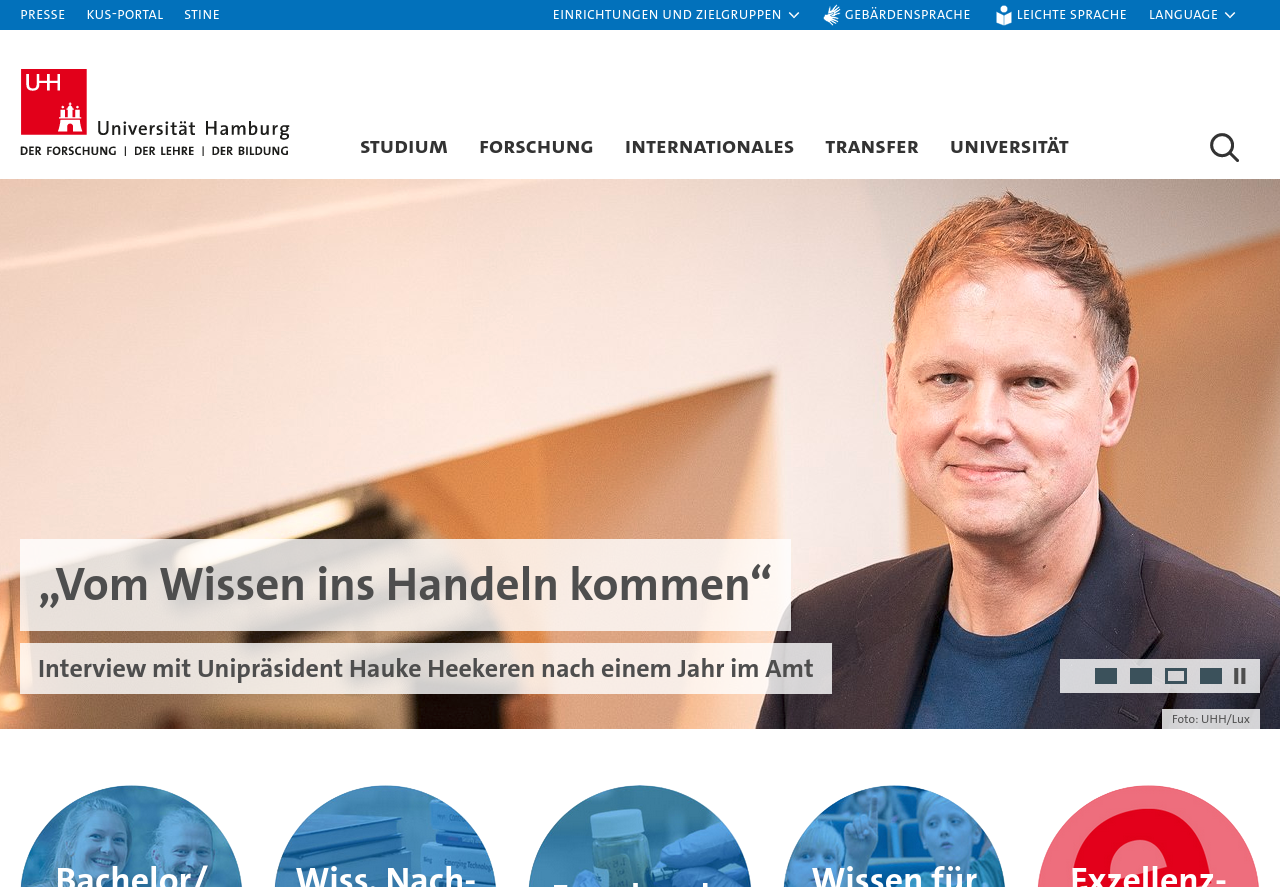 PRESSE KUS-PORTAL STINE EINRICHTUNGEN UND ZIELGRUPPEN GEBÄRDENSPRACHE LEICHTE SPRACHE LANGUAGE
UHH
Universität Hamburg
DER FORSCHUNG | DER LEHRE | DER BILDUNG
STUDIUM FORSCHUNG INTERNATIONALES TRANSFER UNIVERSITÄT
„Vom Wissen ins Handeln kommen“
Interview mit Unipräsident Hauke Heekeren nach einem Jahr im Amt
Foto: UHH/Lux
Bachelor/ Wiss. Nach- Wissen für Exzellenz-